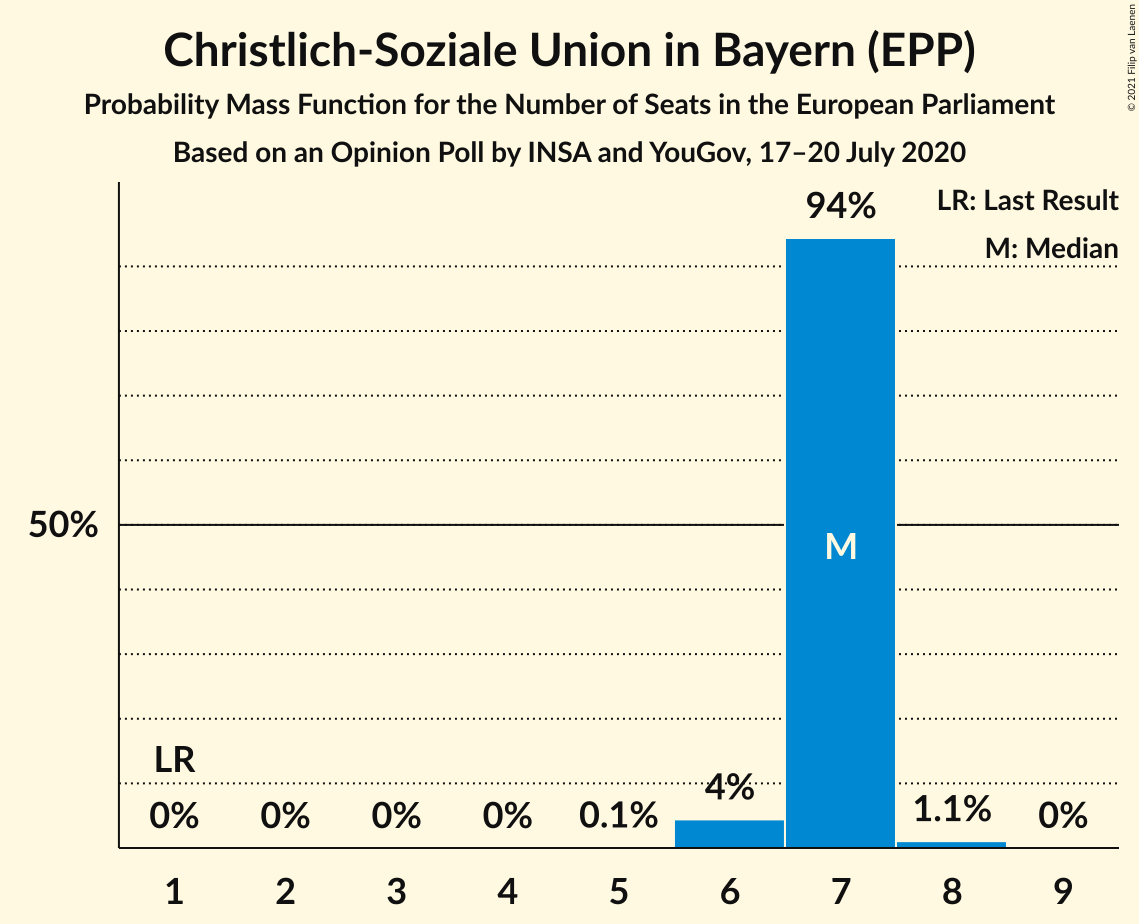 Christlich-Soziale Union in Bayern (EPP)
Probability Mass Function for the Number of Seats in the European Parliament
Based on an Opinion Poll by INSA and YouGov, 17–20 July 2020
© 2021 Filip van Laenen
LR: Last Result
M: Median
94%
50%
M
LR
0%
0%
0%
0%
0.1%
4%
1.1%
0%
1 2 3 4 5 6 7 8 9